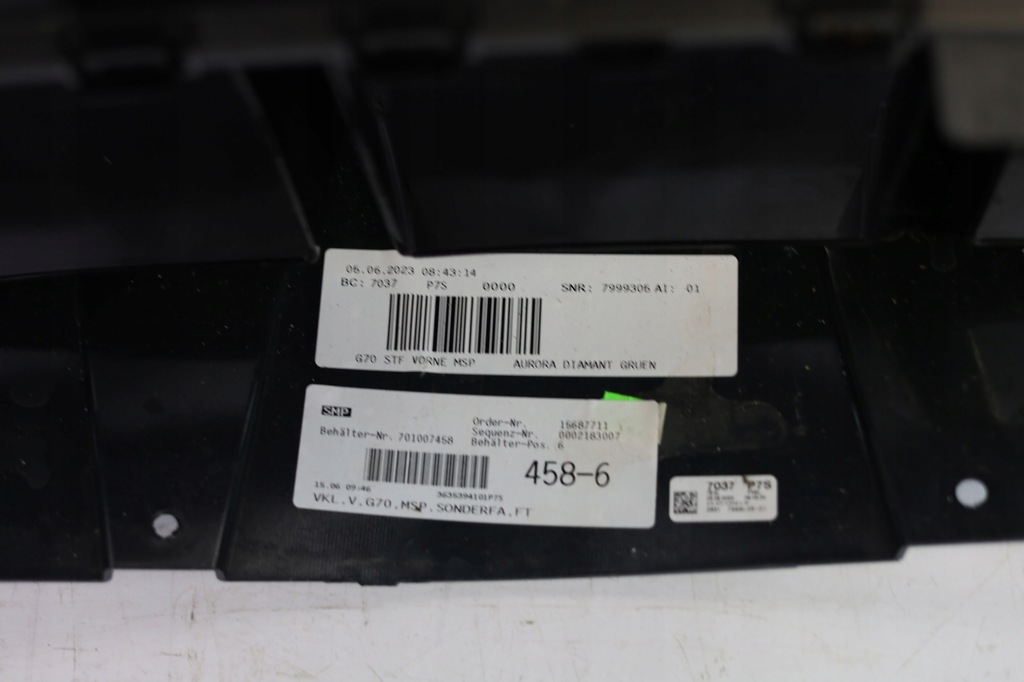 06.06.2023 08:43:14
BC: 7037 P7S 0000 SNR: 7999306 AI: 01
G70 STF VORNE MSP AURORA DIAMANT GRUEN
SMP
Order-Nr. 15687711
Behälter-Nr. 701007458 Sequenz-Nr. 0002183007
Behälter-Pos. 6
458-6
15.06 09:46 3635394101P7S
VKL.V.G70.MSP.SONDERFA.FT
7037 P7S